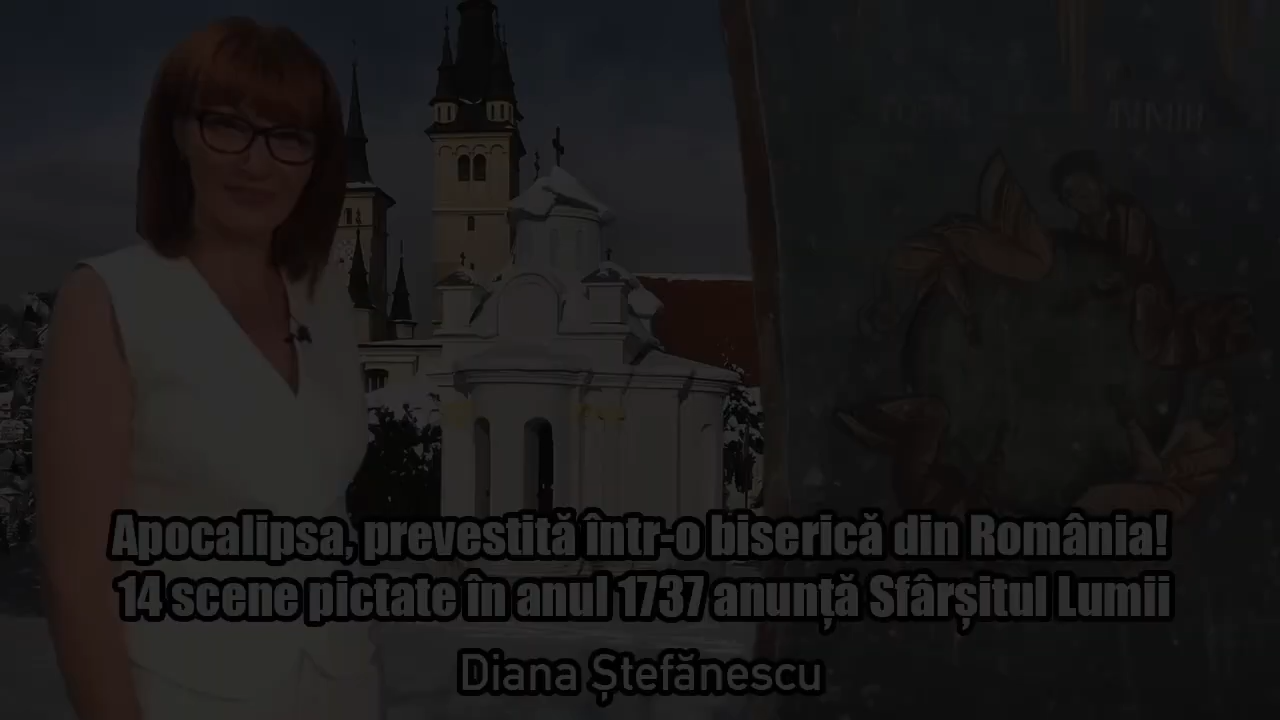 Apocalipsa, prevestită într-o biserică din România!
14 scene pictate în anul 1737 anunță Sfârșitul Lumii
Diana Ștefănescu